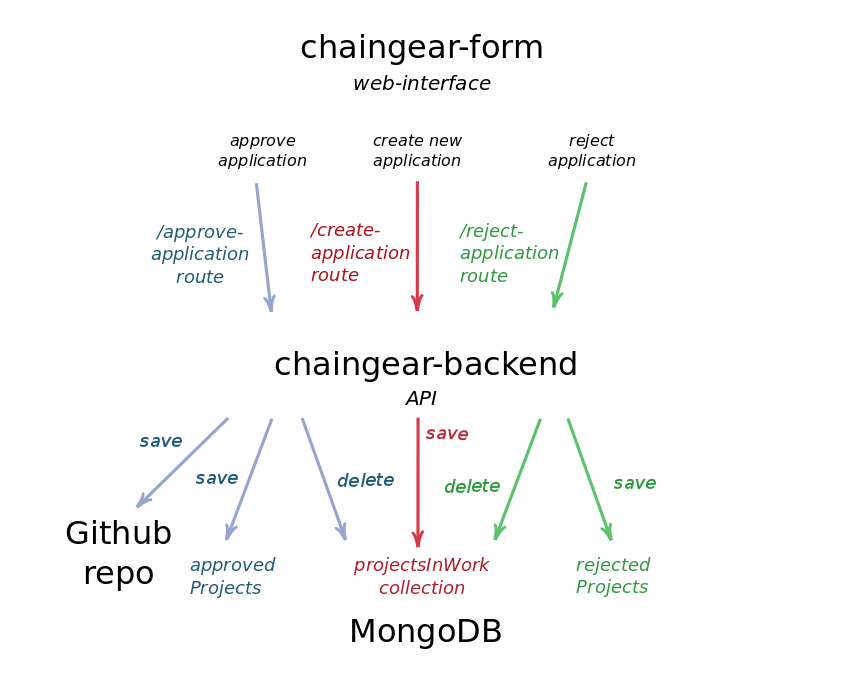 chaingear-form
web-interface
approve
application
create new
application
reject
application
/approve-
application
route
/create-
application
route
/reject-
application
route
chaingear-backend
API
save
save
delete
save
delete
save
Github
repo
approved
Projects
projectsInWork
collection
rejected
Projects
MongoDB